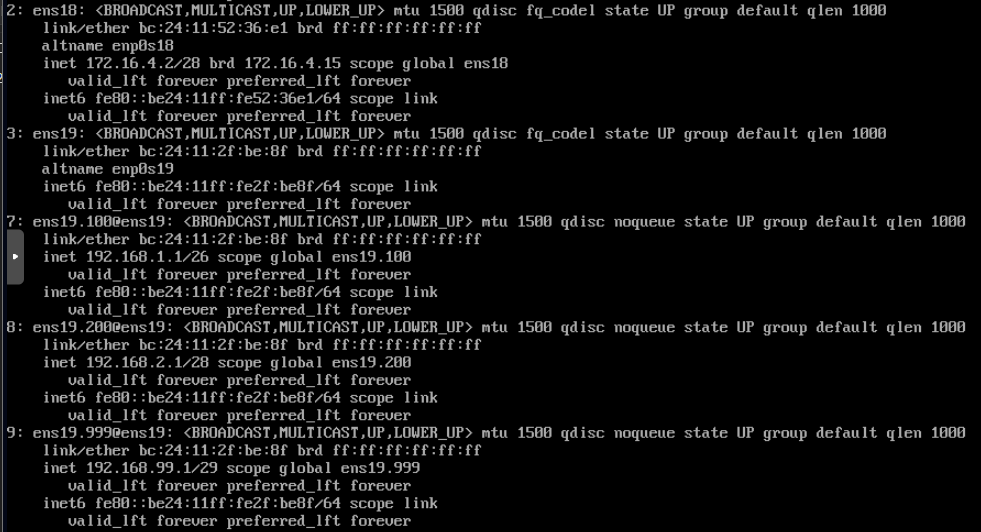 2: ens18: <BROADCAST,MULTICAST,UP,LOWER_UP> mtu 1500 qdisc fq_codel state UP group default qlen 1000
link/ether bc:24:11:52:36:e1 brd ff:ff:ff:ff:ff:ff
altname enp0s18
inet 172.16.4.2/28 brd 172.16.4.15 scope global ens18
valid_lft forever preferred_lft forever
inet6 fe80::be24:11ff:fe52:36e1/64 scope link
valid_lft forever preferred_lft forever
3: ens19: <BROADCAST,MULTICAST,UP,LOWER_UP> mtu 1500 qdisc fq_codel state UP group default qlen 1000
link/ether bc:24:11:2f:be:8f brd ff:ff:ff:ff:ff:ff
altname enp0s19
inet6 fe80::be24:11ff:fe2f:be8f/64 scope link
valid_lft forever preferred_lft forever
7: ens19.100@ens19: <BROADCAST,MULTICAST,UP,LOWER_UP> mtu 1500 qdisc noqueue state UP group default qlen 1000
link/ether bc:24:11:2f:be:8f brd ff:ff:ff:ff:ff:ff
inet 192.168.1.1/26 scope global ens19.100
valid_lft forever preferred_lft forever
inet6 fe80::be24:11ff:fe2f:be8f/64 scope link
valid_lft forever preferred_lft forever
8: ens19.200@ens19: <BROADCAST,MULTICAST,UP,LOWER_UP> mtu 1500 qdisc noqueue state UP group default qlen 1000
link/ether bc:24:11:2f:be:8f brd ff:ff:ff:ff:ff:ff
inet 192.168.2.1/28 scope global ens19.200
valid_lft forever preferred_lft forever
inet6 fe80::be24:11ff:fe2f:be8f/64 scope link
valid_lft forever preferred_lft forever
9: ens19.999@ens19: <BROADCAST,MULTICAST,UP,LOWER_UP> mtu 1500 qdisc noqueue state UP group default qlen 1000
link/ether bc:24:11:2f:be:8f brd ff:ff:ff:ff:ff:ff
inet 192.168.99.1/29 scope global ens19.999
valid_lft forever preferred_lft forever
inet6 fe80::be24:11ff:fe2f:be8f/64 scope link
valid_lft forever preferred_lft forever